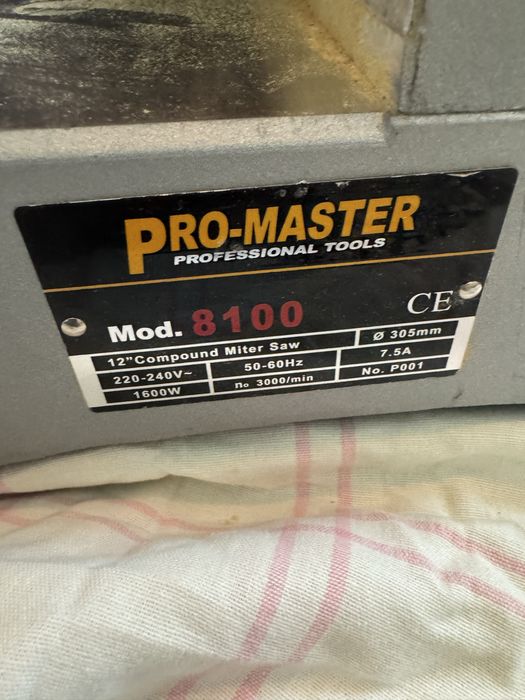 PRO-MASTER
PROFESSIONAL TOOLS
Mod. 8100 CE
12"Compound Miter Saw Ø 305mm
220-240V~ 50-60Hz 7.5A
1600W no 3000/min No. P001